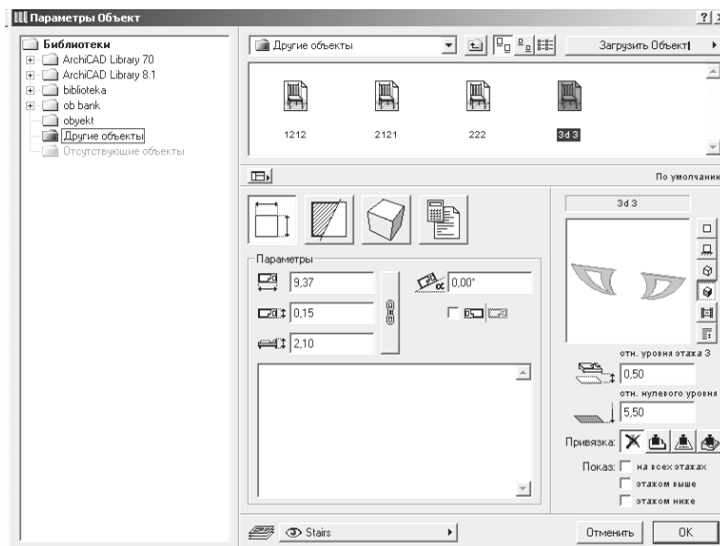 Параметры Объект
Библиотеки
ArchiCAD Library 70
ArchiCAD Library 8.1
biblioteka
ob bank
obyekt
Другие объекты
Отсутствующие объекты
Другие объекты
Загрузить Объект
1212
2121
222
3d 3
По умолчанию
3d 3
Параметры
9,37
0,00°
0,15
2,10
отн. уровня этажа 3
0,50
отн. нулевого уровня
5,50
Привязка:
Показ:
на всех этажах
этажом выше
этажом ниже
Stairs
Отменить
OK